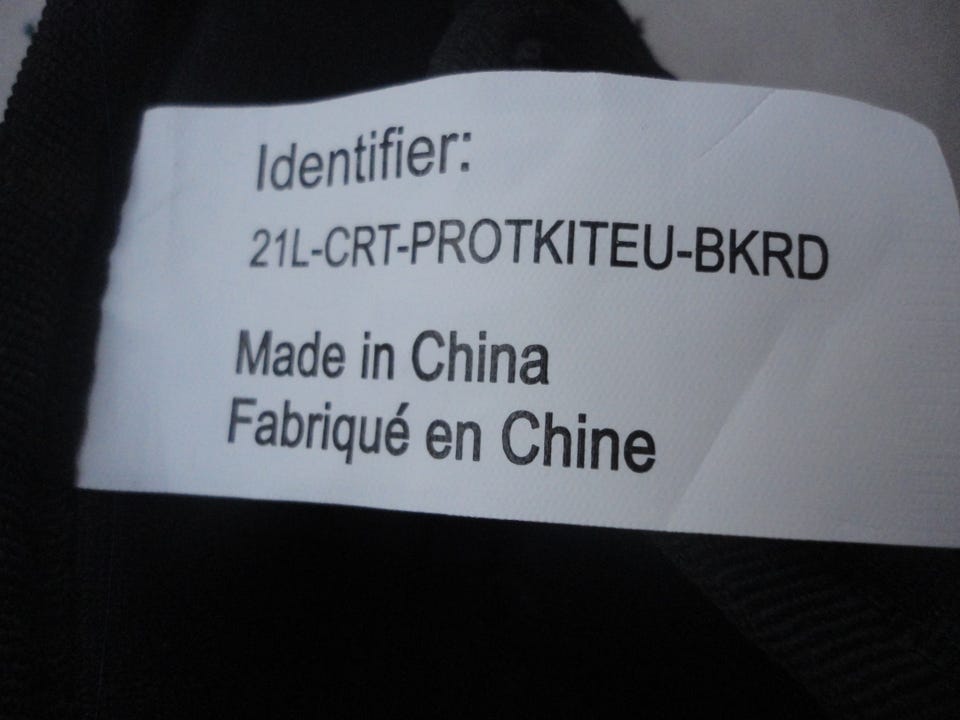 Identifier:
21L-CRT-PROTKITEU-BKRD
Made in China
Fabriqué en Chine